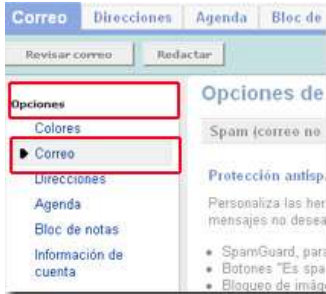 Correo Direcciones Agenda Bloc de
Revisar correo Redactar
Opciones
Colores
Correo
Direcciones
Agenda
Bloc de notas
Información de
cuenta
Opciones de
Spam (correo no
Protección antisp
Personaliza las her
mensajes no desea
• SpamGuard, para
• Botones "Es spa
• Bloqueo de imág